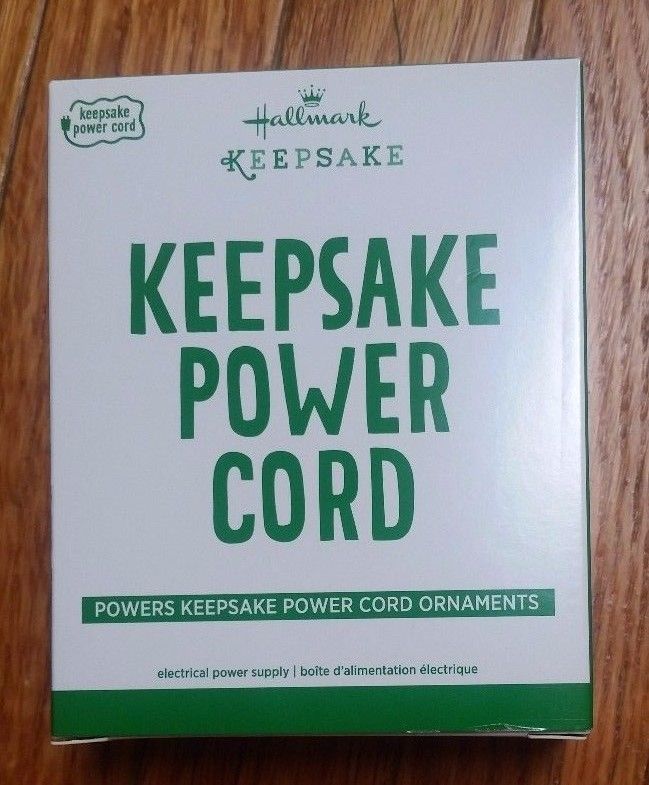 keepsake
power cord
Hallmark
KEEPSAKE
KEEPSAKE
POWER
CORD
POWERS KEEPSAKE POWER CORD ORNAMENTS
electrical power supply | boîte d'alimentation électrique